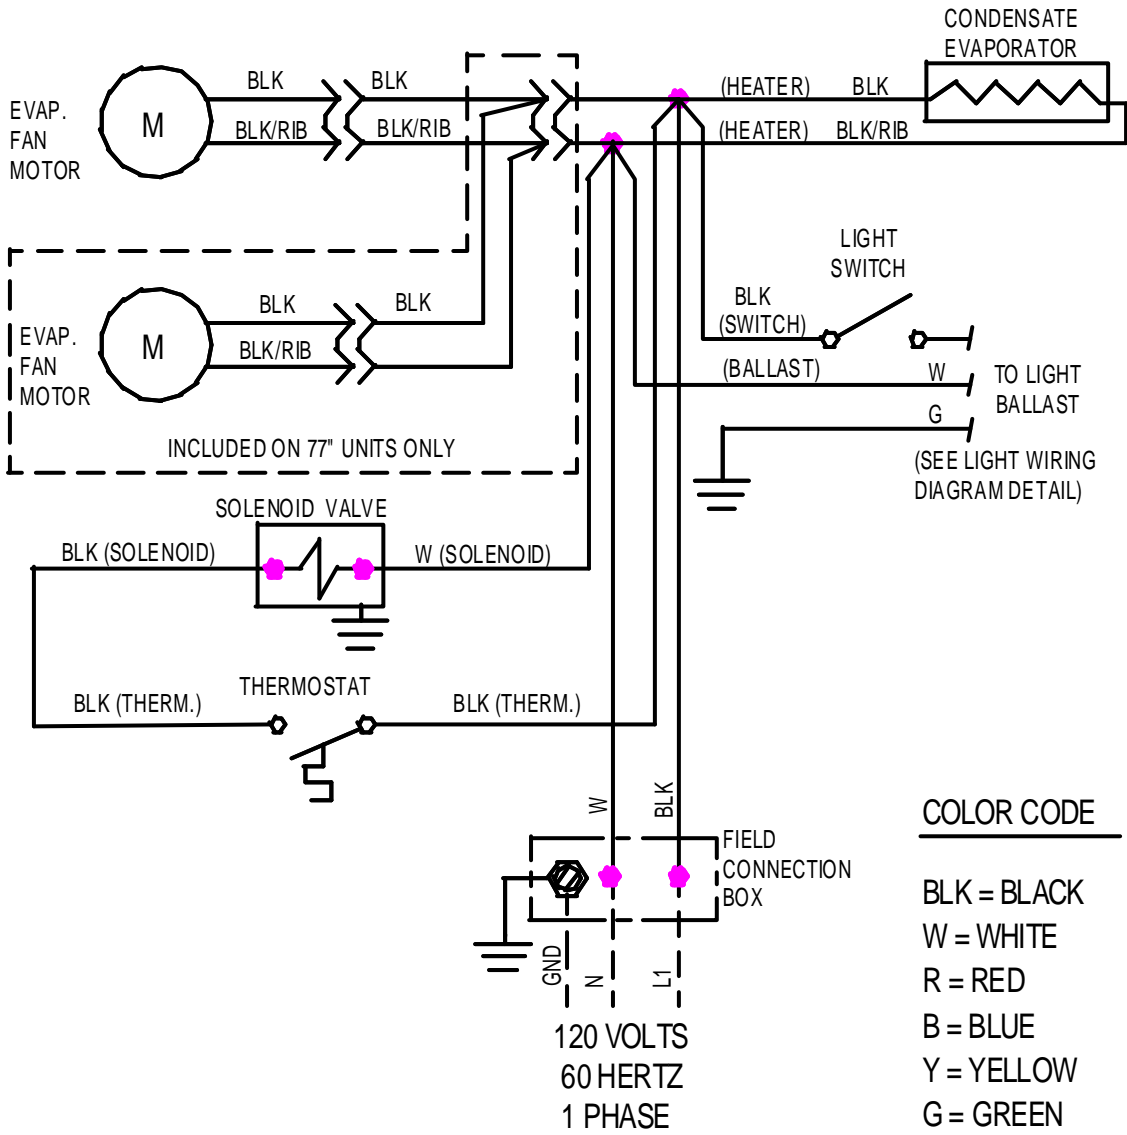 CONDENSATE
EVAPORATOR
BLK
BLK
(HEATER)
BLK
EVAP.
FAN
MOTOR
M
BLK/RIB
BLK/RIB
(HEATER)
BLK/RIB
LIGHT
SWITCH
BLK
(SWITCH)
BLK
BLK
EVAP.
FAN
MOTOR
M
BLK/RIB
(BALLAST)
W
TO LIGHT
BALLAST
G
INCLUDED ON 77" UNITS ONLY
(SEE LIGHT WIRING
DIAGRAM DETAIL)
SOLENOID VALVE
BLK (SOLENOID)
W (SOLENOID)
THERMOSTAT
BLK (THERM.)
BLK (THERM.)
W
BLK
FIELD
CONNECTION
BOX
GND
N
L1
120 VOLTS
60 HERTZ
1 PHASE
COLOR CODE
BLK = BLACK
W = WHITE
R = RED
B = BLUE
Y = YELLOW
G = GREEN